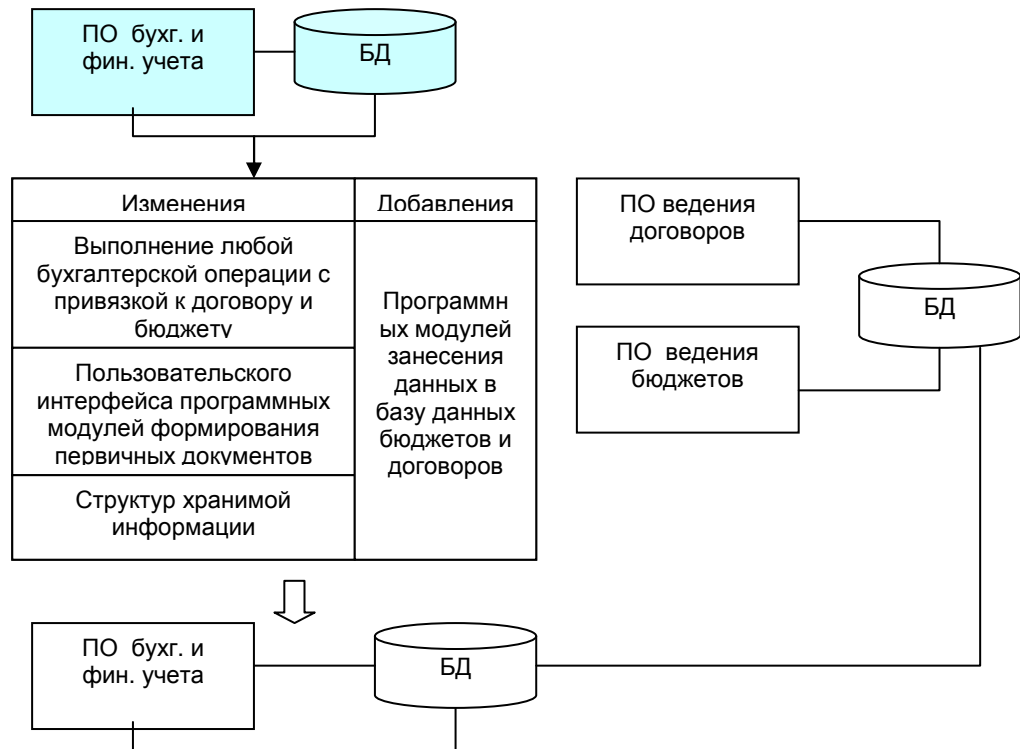 ПО бухг. и
фин. учета
БД
Изменения
Добавления
Выполнение любой
бухгалтерской операции с
привязкой к договору и
бюджету
Пользовательского
интерфейса программных
модулей формирования
первичных документов
Структур хранимой
информации
Программн
ых модулей
занесения
данных в
базу данных
бюджетов и
договоров
ПО ведения
договоров
БД
ПО ведения
бюджетов
ПО бухг. и
фин. учета
БД